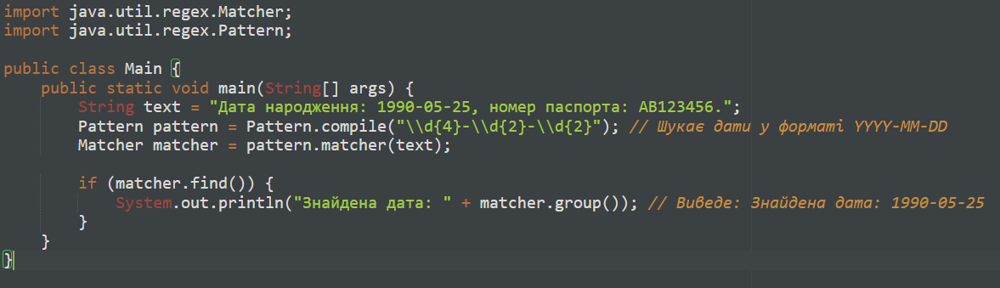 import java.util.regex.Matcher;
import java.util.regex.Pattern;
public class Main {
public static void main(String[] args) {
String text = "Дата народження: 1990-05-25, номер паспорта: AB123456.";
Pattern pattern = Pattern.compile("\\d{4}-\\d{2}-\\d{2}"); // Шукає дати у форматі YYYY-MM-DD
Matcher matcher = pattern.matcher(text);
if (matcher.find()) {
System.out.println("Знайдена дата: " + matcher.group()); // Виведе: Знайдена дата: 1990-05-25
}
}
}